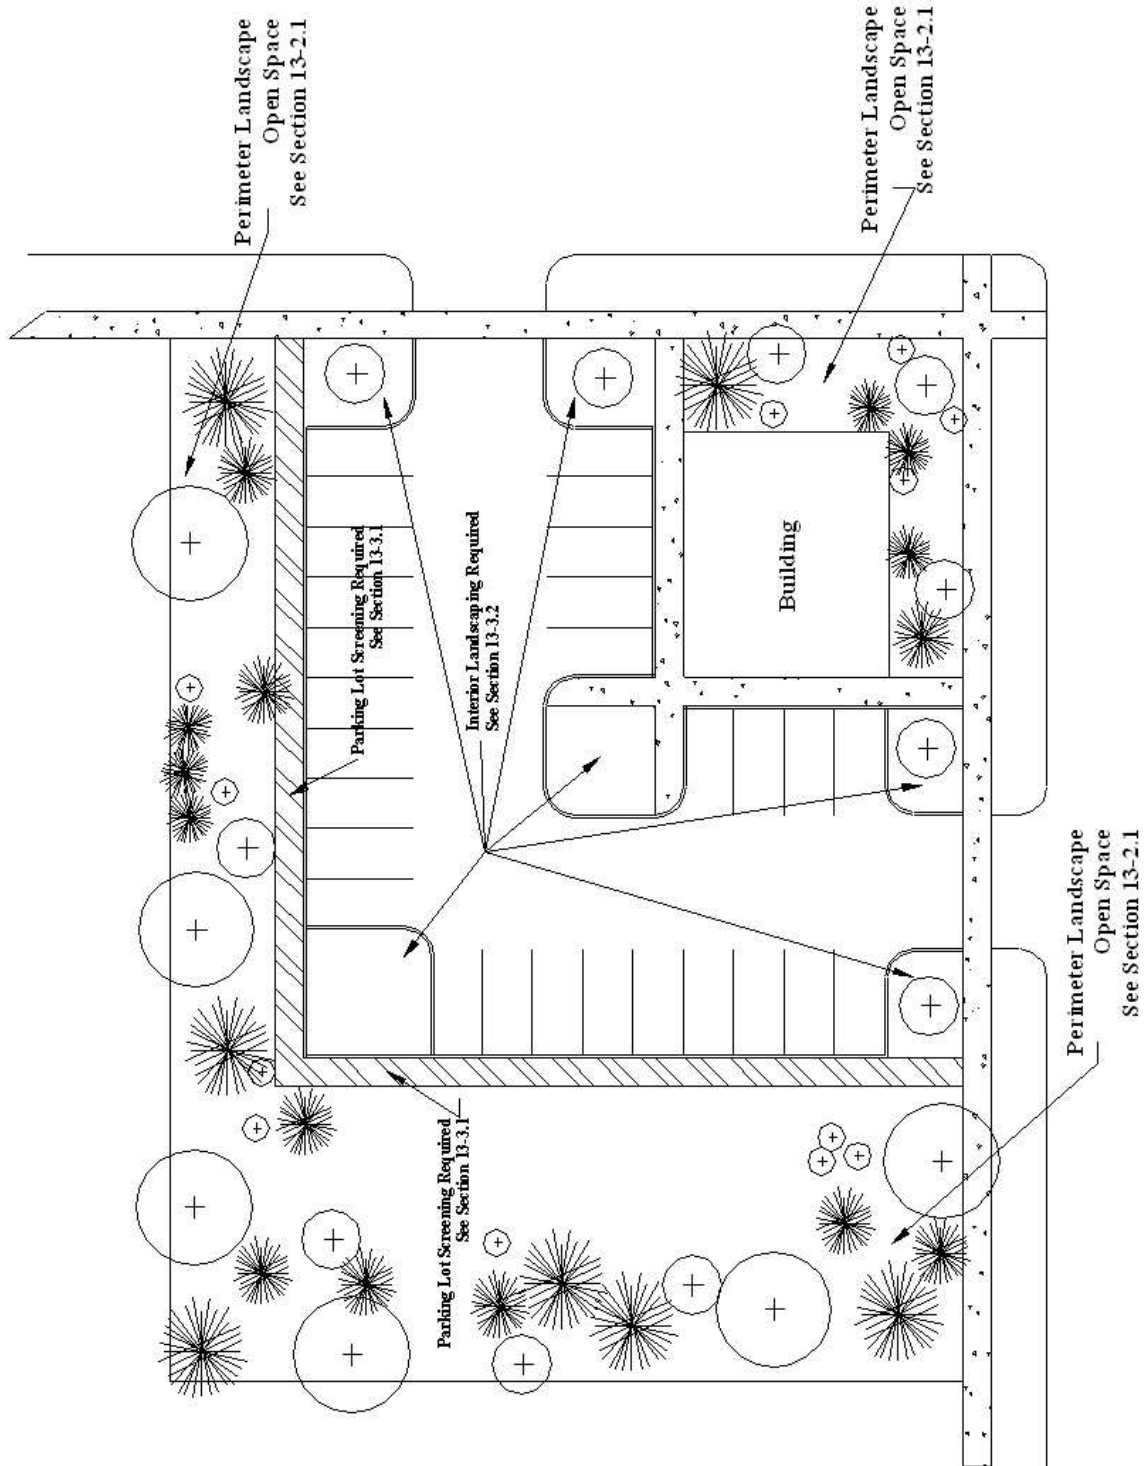 Perimeter Landscape
Open Space
See Section 13-2.1
Perimeter Landscape
Open Space
See Section 13-2.1
Parking Lot Screening Required
See Section 13-3.1
Interior Landscaping Required
See Section 13-3.2
Building
Parking Lot Screening Required
See Section 13-3.1
Perimeter Landscape
Open Space
See Section 13-2.1